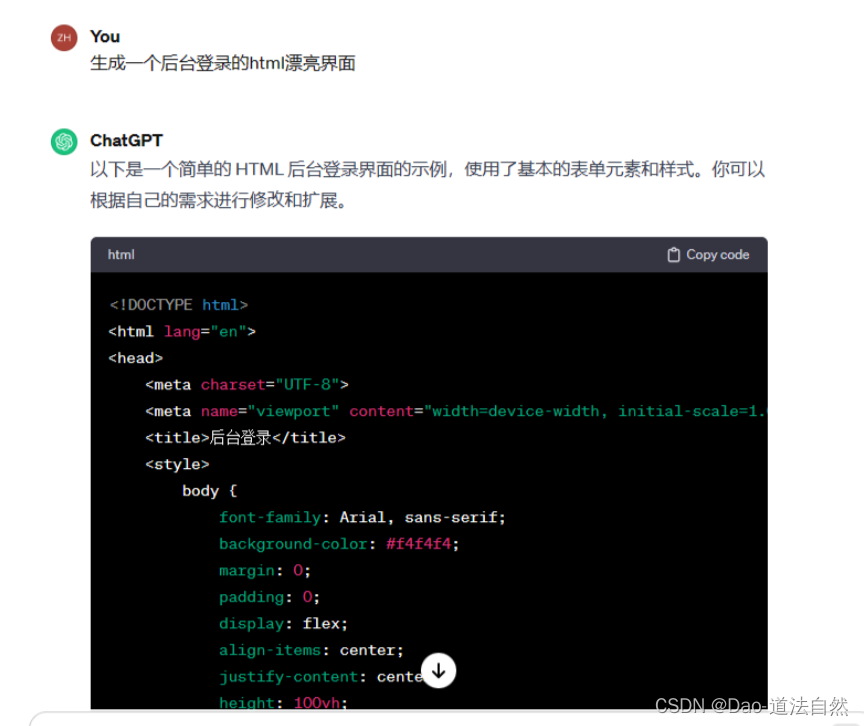 ZH You
生成一个后台登录的html漂亮界面
ChatGPT
以下是一个简单的 HTML 后台登录界面的示例，使用了基本的表单元素和样式。你可以
根据自己的需求进行修改和扩展。
html Copy code
<!DOCTYPE html>
<html lang="en">
<head>
    <meta charset="UTF-8">
    <meta name="viewport" content="width=device-width, initial-scale=1.
    <title>后台登录</title>
    <style>
        body {
            font-family: Arial, sans-serif;
            background-color: #f4f4f4;
            margin: 0;
            padding: 0;
            display: flex;
            align-items: center;
            justify-content: cente
            height: 100vh;
CSDN @Dao-道法自然